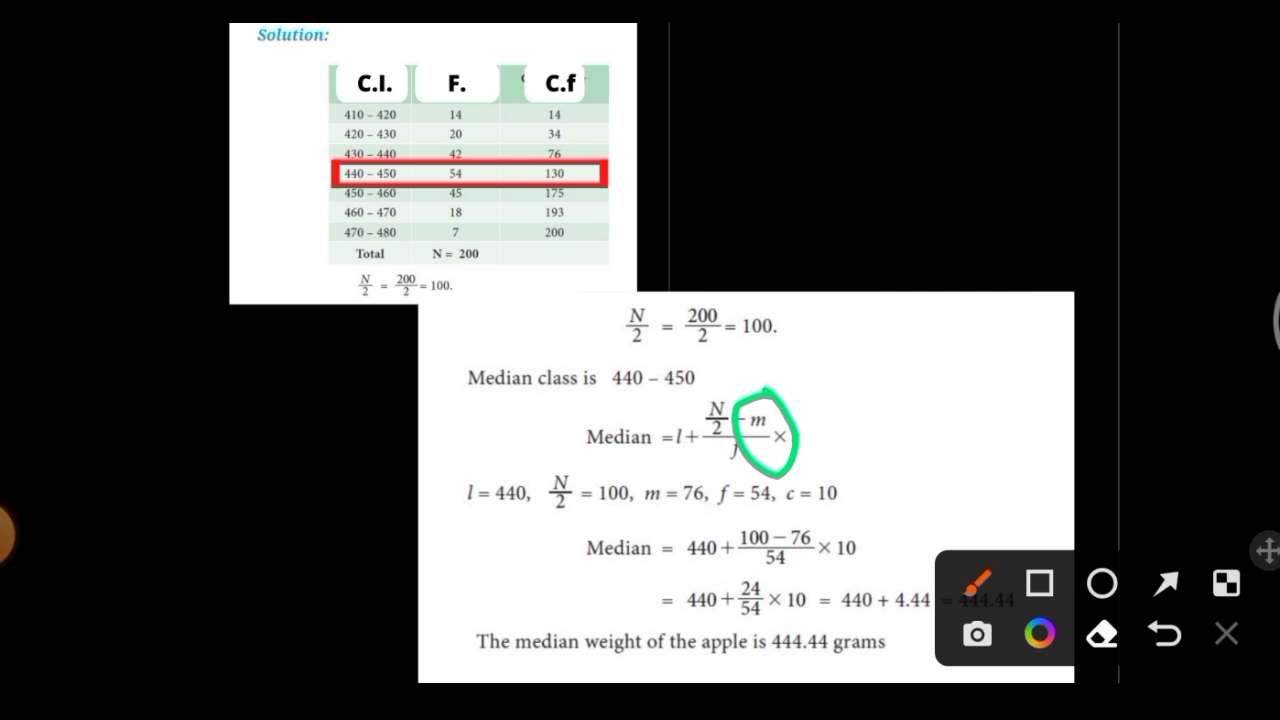 Solution:
C.I. F. C.f
410 – 420 14 14
420 – 430 20 34
430 – 440 42 76
440 – 450 54 130
450 – 460 45 175
460 – 470 18 193
470 – 480 7 200
Total N = 200
N/2 = 200/2 = 100.
N/2 = 200/2 = 100.
Median class is 440 – 450
Median = l + (N/2 – m)/f ×
l = 440, N/2 = 100, m = 76, f = 54, c = 10
Median = 440 + (100 – 76)/54 × 10
= 440 + 24/54 × 10 = 440 + 4.44 = 444.44
The median weight of the apple is 444.44 grams